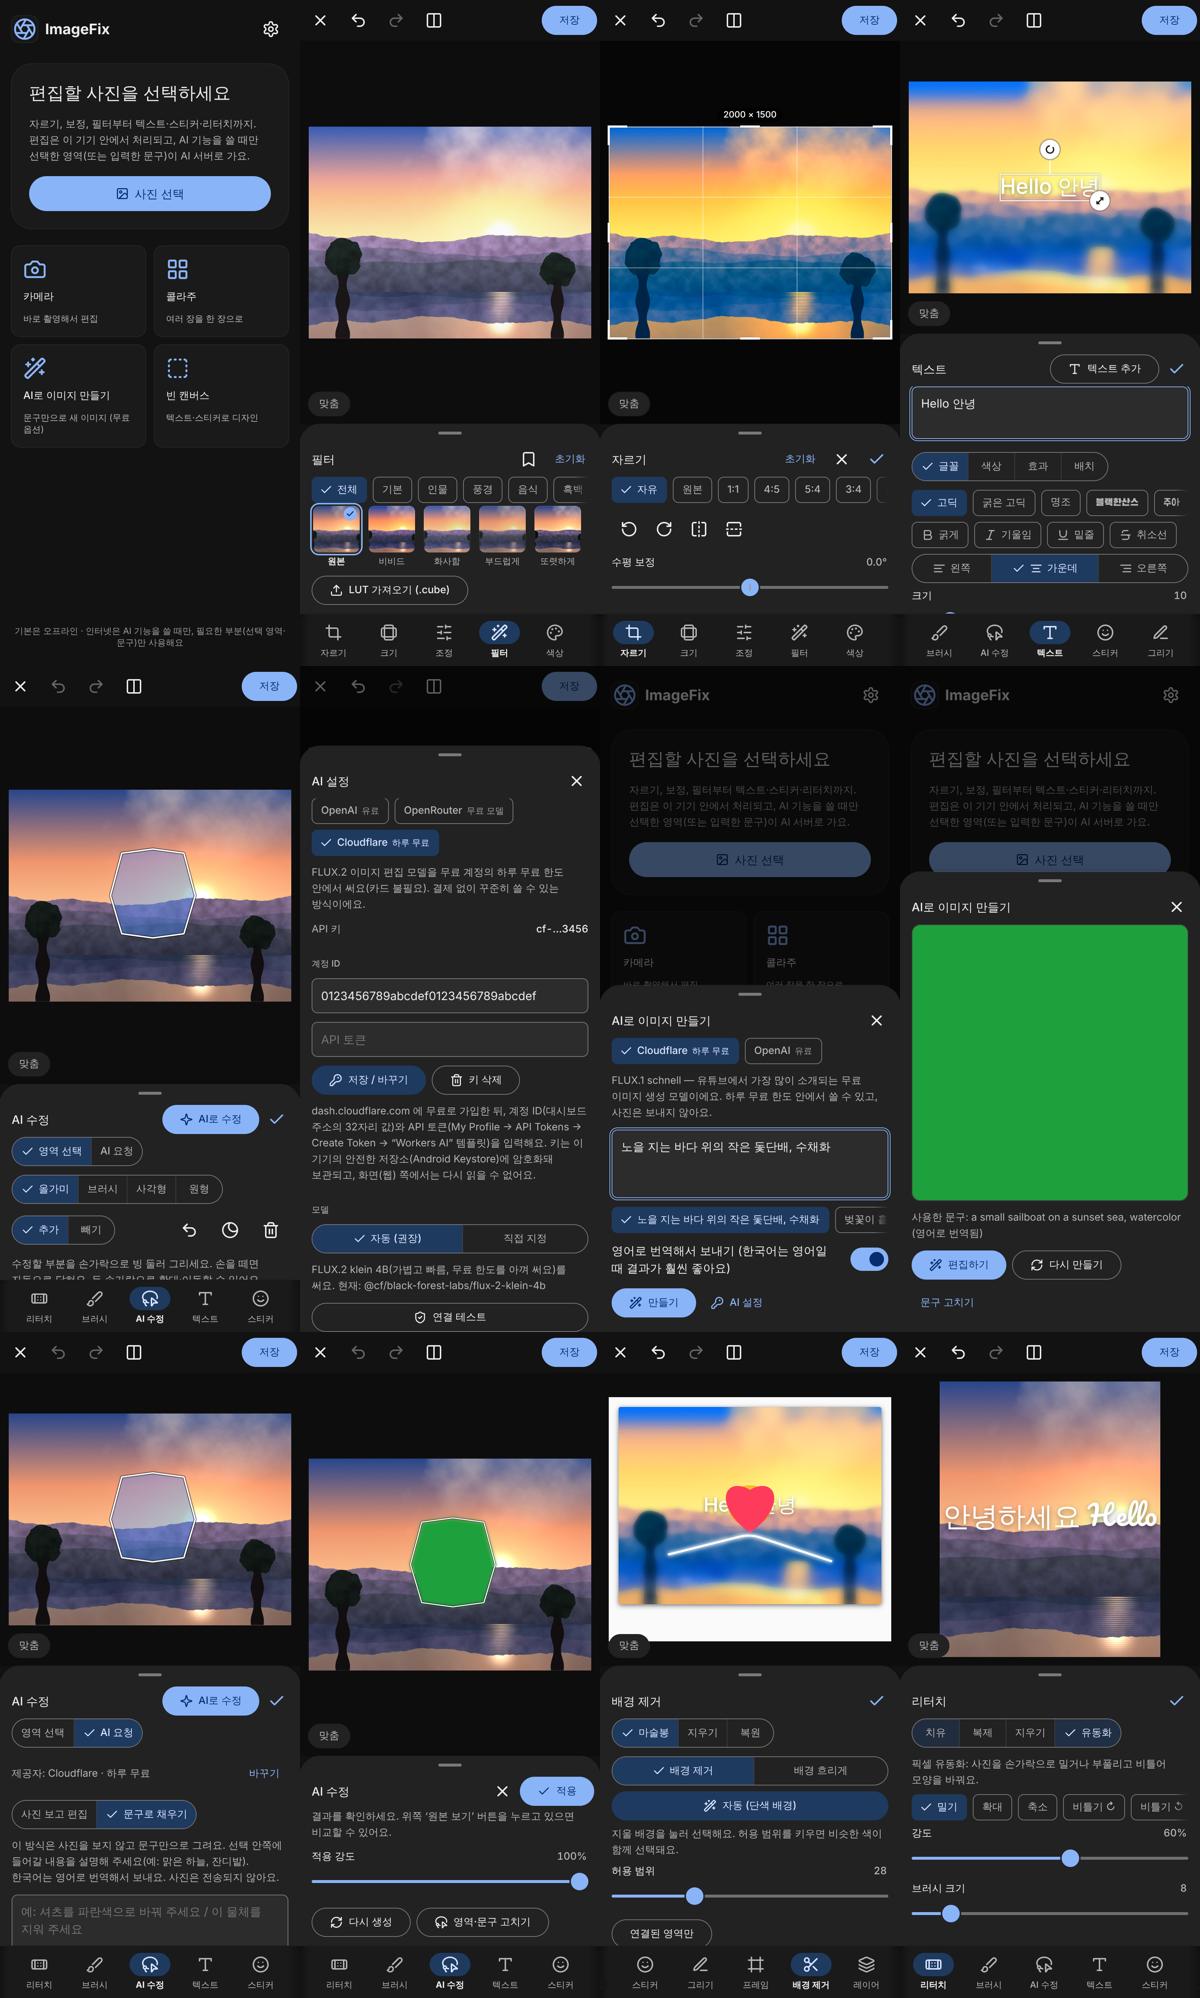 ImageFix
편집할 사진을 선택하세요
자르기, 보정, 필터부터 텍스트·스티커·리터치까지.
편집은 이 기기 안에서 처리되고, AI 기능을 쓸 때만
선택한 영역(또는 입력한 문구)이 AI 서버로 가요.
사진 선택
카메라
바로 촬영해서 편집
콜라주
여러 장을 한 장으로
AI로 이미지 만들기
문구만으로 새 이미지 (무료
옵션)
빈 캔버스
텍스트·스티커로 디자인
기본은 오프라인 · 인터넷은 AI 기능을 쓸 때만, 필요한 부분(선택 영역·
문구)만 사용해요
저장
맞춤
필터
초기화
전체
기본
인물
풍경
음식
흑백
원본
비비드
화사함
부드럽게
또렷하게
LUT 가져오기 (.cube)
자르기
크기
조정
필터
색상
저장
2000 × 1500
맞춤
자르기
초기화
자유
원본
1:1
4:5
5:4
3:4
수평 보정
0.0°
자르기
크기
조정
필터
색상
저장
Hello 안녕
맞춤
텍스트
텍스트 추가
Hello 안녕
글꼴
색상
효과
배치
고딕
굵은 고딕
명조
블랙한산스
주아
굵게
기울임
밑줄
취소선
왼쪽
가운데
오른쪽
크기
10
브러시
AI 수정
텍스트
스티커
그리기
저장
맞춤
AI 수정
AI로 수정
영역 선택
AI 요청
올가미
브러시
사각형
원형
추가
빼기
수정할 부분을 손가락으로 빙 둘러 그리세요. 손을 떼면
리터치
브러시
AI 수정
텍스트
스티커
저장
AI 설정
OpenAI 유료
OpenRouter 무료 모델
Cloudflare 하루 무료
FLUX.2 이미지 편집 모델을 무료 계정의 하루 무료 한도
안에서 써요(카드 불필요). 결제 없이 꾸준히 쓸 수 있는
방식이에요.
API 키
cf-...3456
계정 ID
0123456789abcdef0123456789abcdef
API 토큰
저장 / 바꾸기
키 삭제
dash.cloudflare.com 에 무료로 가입한 뒤, 계정 ID(대시보드
주소의 32자리 값)와 API 토큰(My Profile → API Tokens →
Create Token → “Workers AI” 템플릿)을 입력해요. 키는 이
기기의 안전한 저장소(Android Keystore)에 암호화돼
보관되고, 화면(웹) 쪽에서는 다시 읽을 수 없어요.
모델
자동 (권장)
직접 지정
FLUX.2 klein 4B(가볍고 빠름, 무료 한도를 아껴 써요)를
써요. 현재: @cf/black-forest-labs/flux-2-klein-4b
연결 테스트
ImageFix
편집할 사진을 선택하세요
자르기, 보정, 필터부터 텍스트·스티커·리터치까지.
편집은 이 기기 안에서 처리되고, AI 기능을 쓸 때만
선택한 영역(또는 입력한 문구)이 AI 서버로 가요.
사진 선택
카메라
콜라주
AI로 이미지 만들기
Cloudflare 하루 무료
OpenAI 유료
FLUX.1 schnell — 유튜브에서 가장 많이 소개되는 무료
이미지 생성 모델이에요. 하루 무료 한도 안에서 쓸 수 있고,
사진은 보내지 않아요.
노을 지는 바다 위의 작은 돛단배, 수채화
노을 지는 바다 위의 작은 돛단배, 수채화
벚꽃이
영어로 번역해서 보내기 (한국어는 영어일
때 결과가 훨씬 좋아요)
만들기
AI 설정
ImageFix
편집할 사진을 선택하세요
자르기, 보정, 필터부터 텍스트·스티커·리터치까지.
편집은 이 기기 안에서 처리되고, AI 기능을 쓸 때만
선택한 영역(또는 입력한 문구)이 AI 서버로 가요.
사진 선택
AI로 이미지 만들기
사용한 문구: a small sailboat on a sunset sea, watercolor
(영어로 번역됨)
편집하기
다시 만들기
문구 고치기
저장
맞춤
AI 수정
AI로 수정
영역 선택
AI 요청
제공자: Cloudflare · 하루 무료
바꾸기
사진 보고 편집
문구로 채우기
이 방식은 사진을 보지 않고 문구만으로 그려요. 선택 안쪽에
들어갈 내용을 설명해 주세요(예: 맑은 하늘, 잔디밭).
한국어는 영어로 번역해서 보내요. 사진은 전송되지 않아요.
예: 셔츠를 파란색으로 바꿔 주세요 / 이 물체를
지워 주세요
리터치
브러시
AI 수정
텍스트
스티커
저장
맞춤
AI 수정
적용
결과를 확인하세요. 위쪽 ‘원본 보기’ 버튼을 누르고 있으면
비교할 수 있어요.
적용 강도
100%
다시 생성
영역·문구 고치기
리터치
브러시
AI 수정
텍스트
스티커
저장
맞춤
배경 제거
마술봉
지우기
복원
배경 제거
배경 흐리게
자동 (단색 배경)
지울 배경을 눌러 선택해요. 허용 범위를 키우면 비슷한 색이
함께 선택돼요.
허용 범위
28
연결된 영역만
스티커
그리기
프레임
배경 제거
레이어
저장
안녕하세요 Hello
맞춤
리터치
치유
복제
지우기
유동화
픽셀 유동화: 사진을 손가락으로 밀거나 부풀리고 비틀어
모양을 바꿔요.
밀기
확대
축소
비틀기
비틀기
강도
60%
브러시 크기
8
리터치
브러시
AI 수정
텍스트
스티커